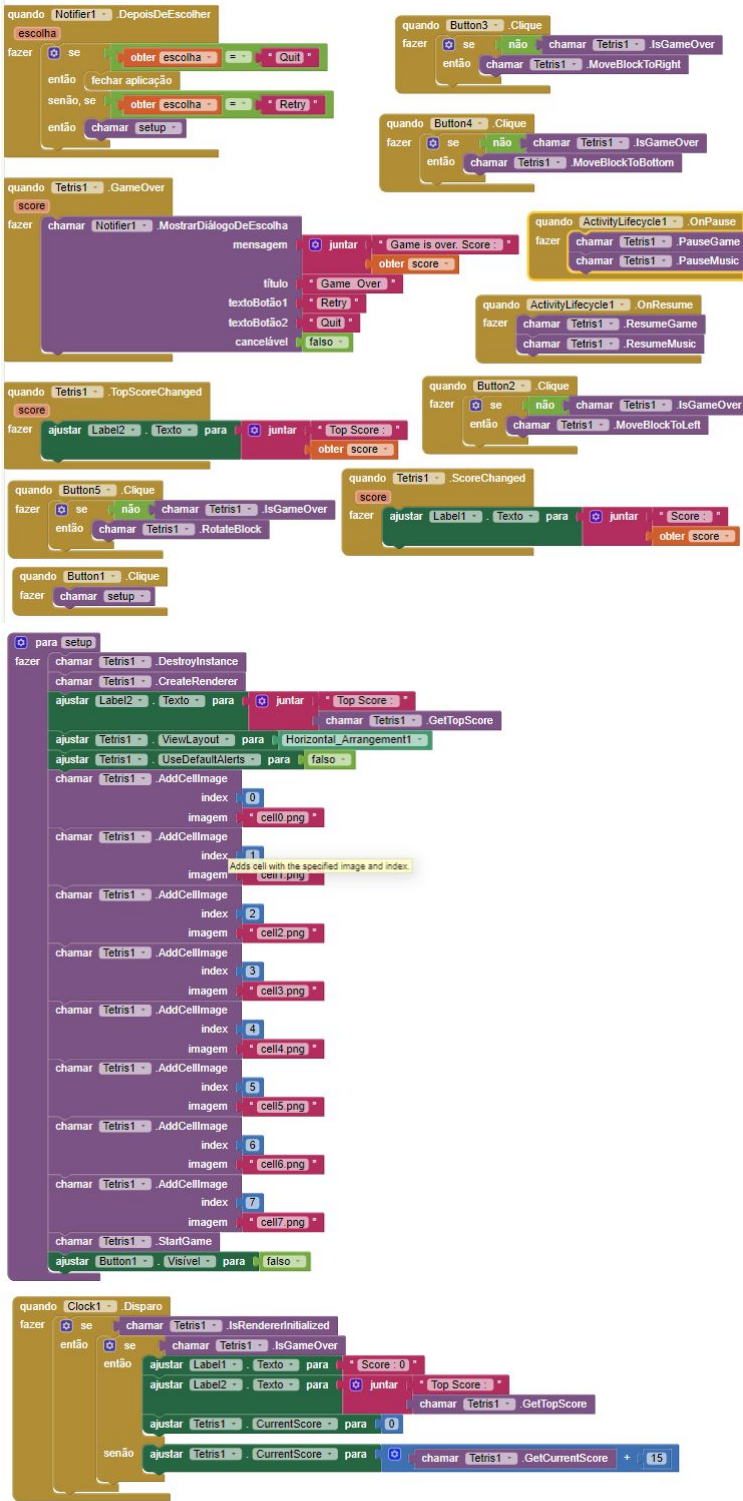 quando Notifier1 .DepoisDeEscolher
escolha
fazer se obter escolha = " Quit "
então fechar aplicação
senão, se obter escolha = " Retry "
então chamar setup
quando Button3 .Clique
fazer se não chamar Tetris1 .IsGameOver
então chamar Tetris1 .MoveBlockToRight
quando Button4 .Clique
fazer se não chamar Tetris1 .IsGameOver
então chamar Tetris1 .MoveBlockToBottom
quando Tetris1 .GameOver
score
fazer chamar Notifier1 .MostrarDiálogoDeEscolha
mensagem juntar " Game is over. Score : "
obter score
título " Game Over "
textoBotão1 " Retry "
textoBotão2 " Quit "
cancelável falso
quando ActivityLifecycle1 .OnPause
fazer chamar Tetris1 .PauseGame
chamar Tetris1 .PauseMusic
quando ActivityLifecycle1 .OnResume
fazer chamar Tetris1 .ResumeGame
chamar Tetris1 .ResumeMusic
quando Tetris1 .TopScoreChanged
score
fazer ajustar Label2 . Texto para juntar " Top Score : "
obter score
quando Button2 .Clique
fazer se não chamar Tetris1 .IsGameOver
então chamar Tetris1 .MoveBlockToLeft
quando Button5 .Clique
fazer se não chamar Tetris1 .IsGameOver
então chamar Tetris1 .RotateBlock
quando Tetris1 .ScoreChanged
score
fazer ajustar Label1 . Texto para juntar " Score : "
obter score
quando Button1 .Clique
fazer chamar setup
para setup
fazer chamar Tetris1 .DestroyInstance
chamar Tetris1 .CreateRenderer
ajustar Label2 . Texto para juntar " Top Score : "
chamar Tetris1 .GetTopScore
ajustar Tetris1 . ViewLayout para Horizontal_Arrangement1
ajustar Tetris1 . UseDefaultAlerts para falso
chamar Tetris1 .AddCellImage
index 0
imagem " cell0.png "
chamar Tetris1 .AddCellImage
index 1
Adds cell with the specified image and index.
imagem " cell1.png "
chamar Tetris1 .AddCellImage
index 2
imagem " cell2.png "
chamar Tetris1 .AddCellImage
index 3
imagem " cell3.png "
chamar Tetris1 .AddCellImage
index 4
imagem " cell4.png "
chamar Tetris1 .AddCellImage
index 5
imagem " cell5.png "
chamar Tetris1 .AddCellImage
index 6
imagem " cell6.png "
chamar Tetris1 .AddCellImage
index 7
imagem " cell7.png "
chamar Tetris1 .StartGame
ajustar Button1 . Visível para falso
quando Clock1 .Disparo
fazer se chamar Tetris1 .IsRendererInitialized
então se chamar Tetris1 .IsGameOver
então ajustar Label1 . Texto para " Score : 0 "
ajustar Label2 . Texto para juntar " Top Score : "
chamar Tetris1 .GetTopScore
ajustar Tetris1 . CurrentScore para 0
senão ajustar Tetris1 . CurrentScore para chamar Tetris1 .GetCurrentScore + 15